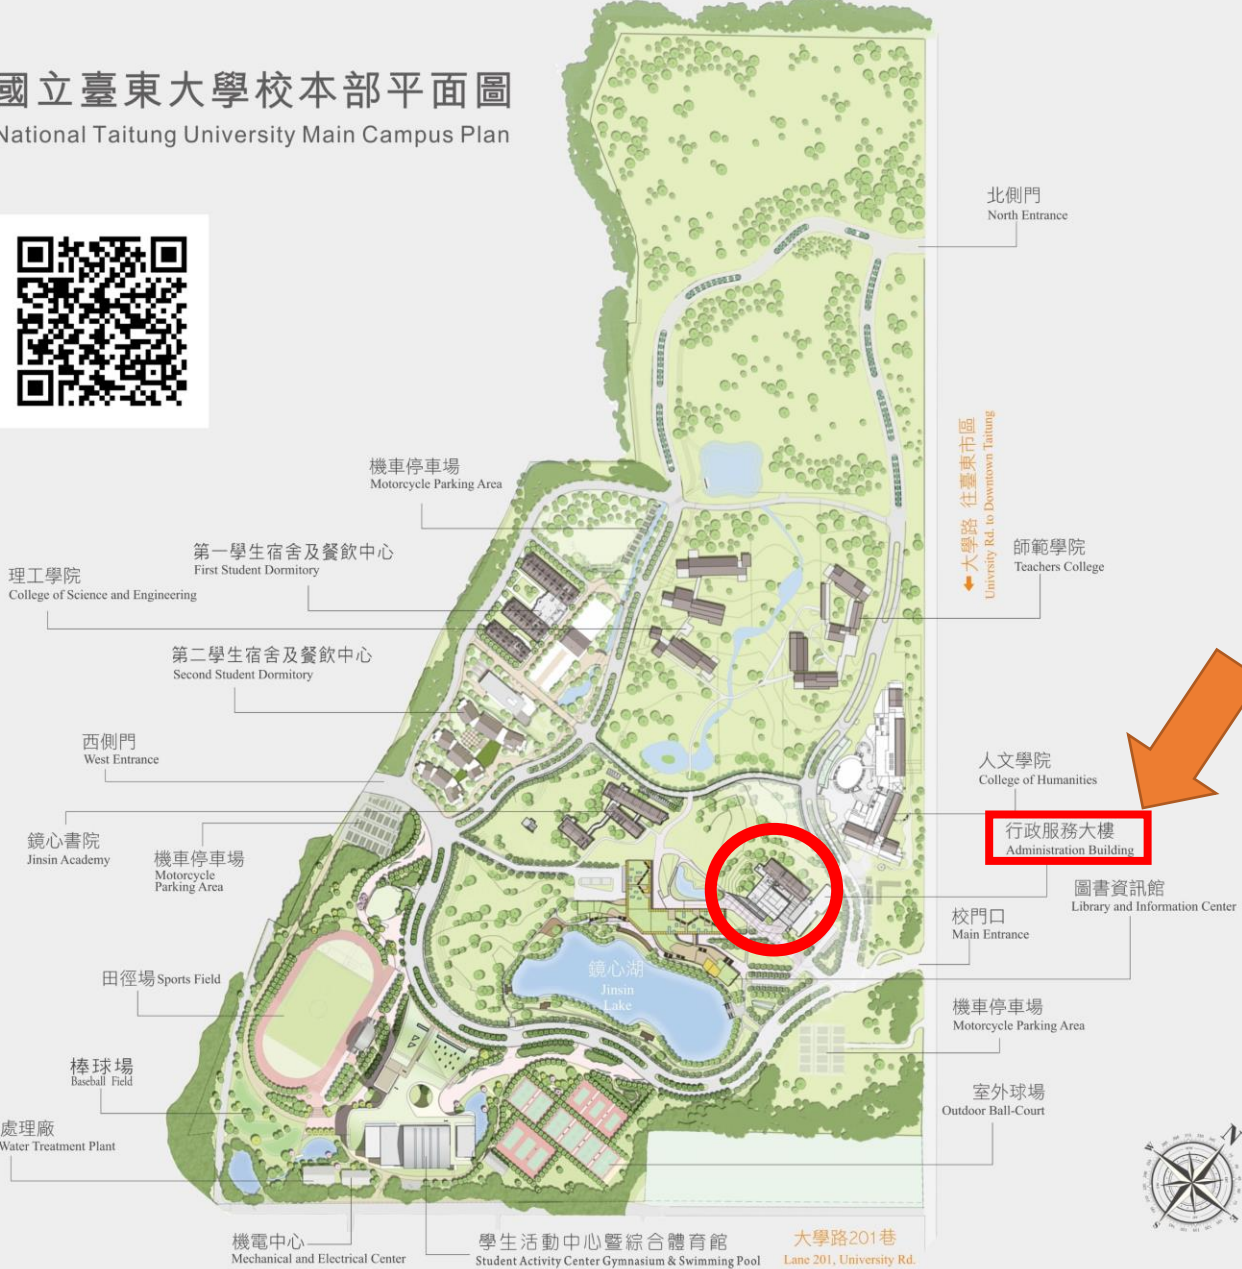 國立臺東大學校本部平面圖
National Taitung University Main Campus Plan
北側門
North Entrance
機車停車場
Motorcycle Parking Area
大學路 往臺東市區
Univrsity Rd. to Downtown Taitung
第一學生宿舍及餐飲中心
First Student Dormitory
師範學院
Teachers College
理工學院
College of Science and Engineering
第二學生宿舍及餐飲中心
Second Student Dormitory
西側門
West Entrance
人文學院
College of Humanities
行政服務大樓
Administration Building
鏡心書院
Jinsin Academy
機車停車場
Motorcycle
Parking Area
圖書資訊館
Library and Information Center
校門口
Main Entrance
鏡心湖
Jinsin
Lake
田徑場 Sports Field
機車停車場
Motorcycle Parking Area
棒球場
Baseball Field
室外球場
Outdoor Ball-Court
處理廠
Water Treatment Plant
機電中心
Mechanical and Electrical Center
學生活動中心暨綜合體育館
Student Activity Center Gymnasium & Swimming Pool
大學路201巷
Lane 201, University Rd.
N
W
E
S